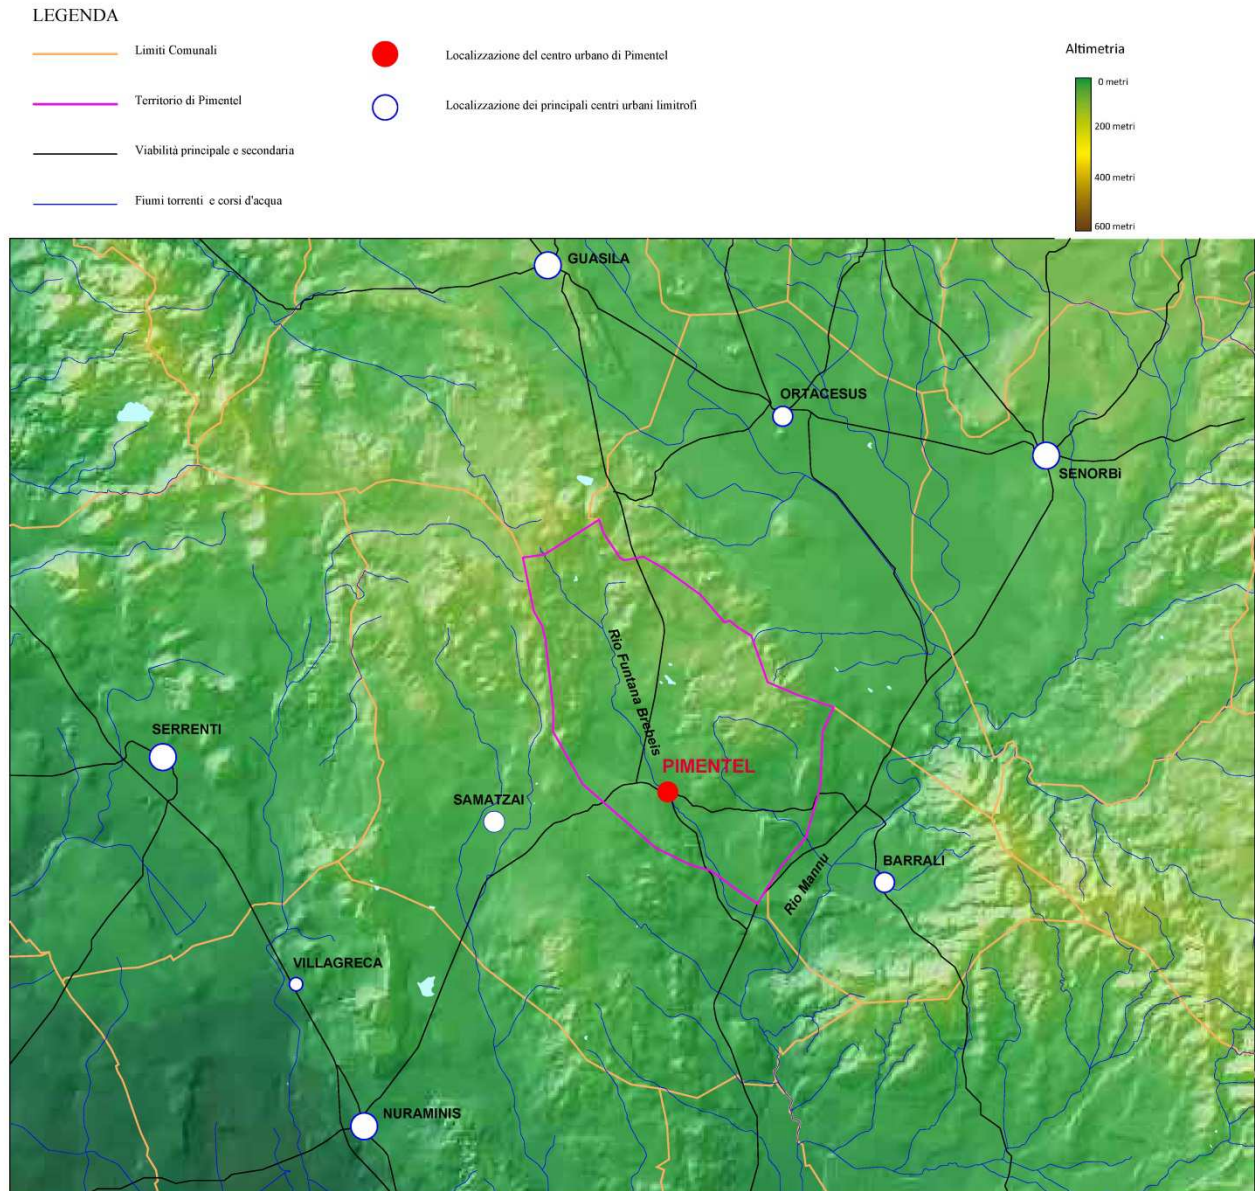 LEGENDA
Limiti Comunali
Localizzazione del centro urbano di Pimentel
Territorio di Pimentel
Localizzazione dei principali centri urbani limitrofi
Viabilità principale e secondaria
Fiumi torrenti e corsi d'acqua
Altimetria
0 metri
200 metri
400 metri
600 metri
GUASILA
ORTACESUS
SENORBì
Rio Funtana Brebeis
SERRENTI
PIMENTEL
SAMATZAI
BARRALI
Rio Mannu
VILLAGRECA
NURAMINIS